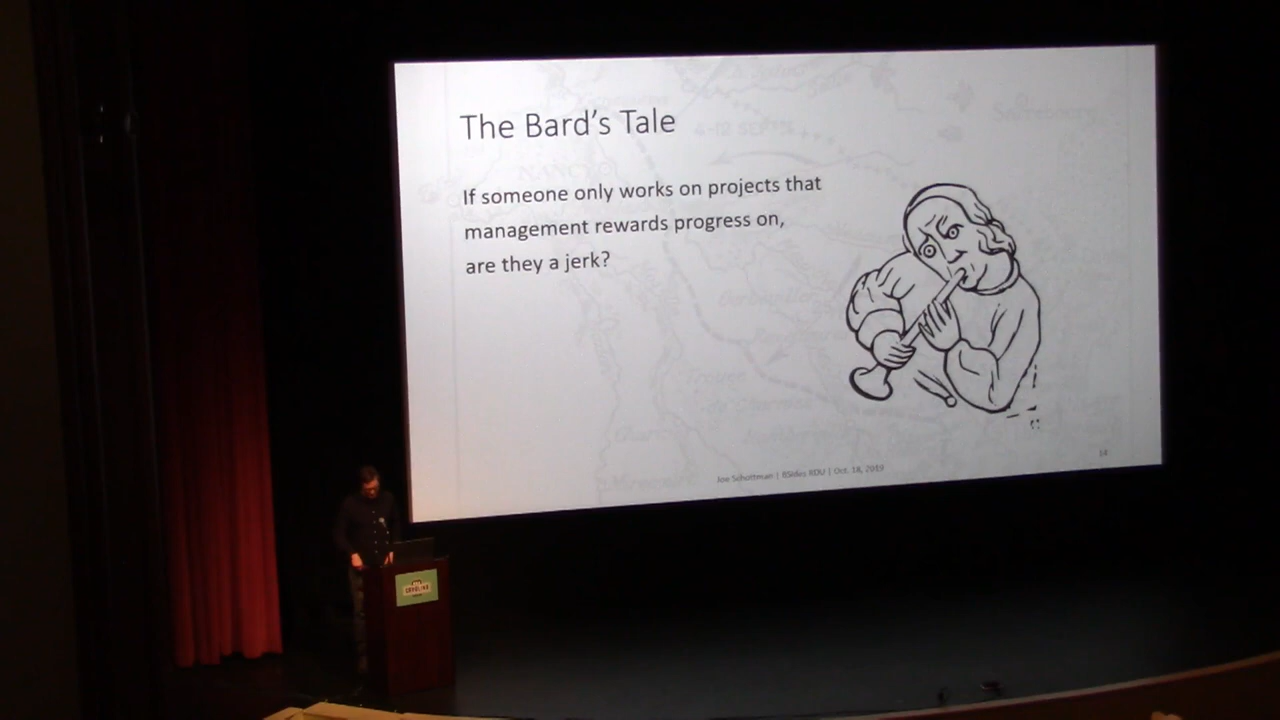 The Bard's Tale
If someone only works on projects that
management rewards progress on,
are they a jerk?
Joe Schottman | BSides RDU | Oct. 18, 2019
14
CAROLINA